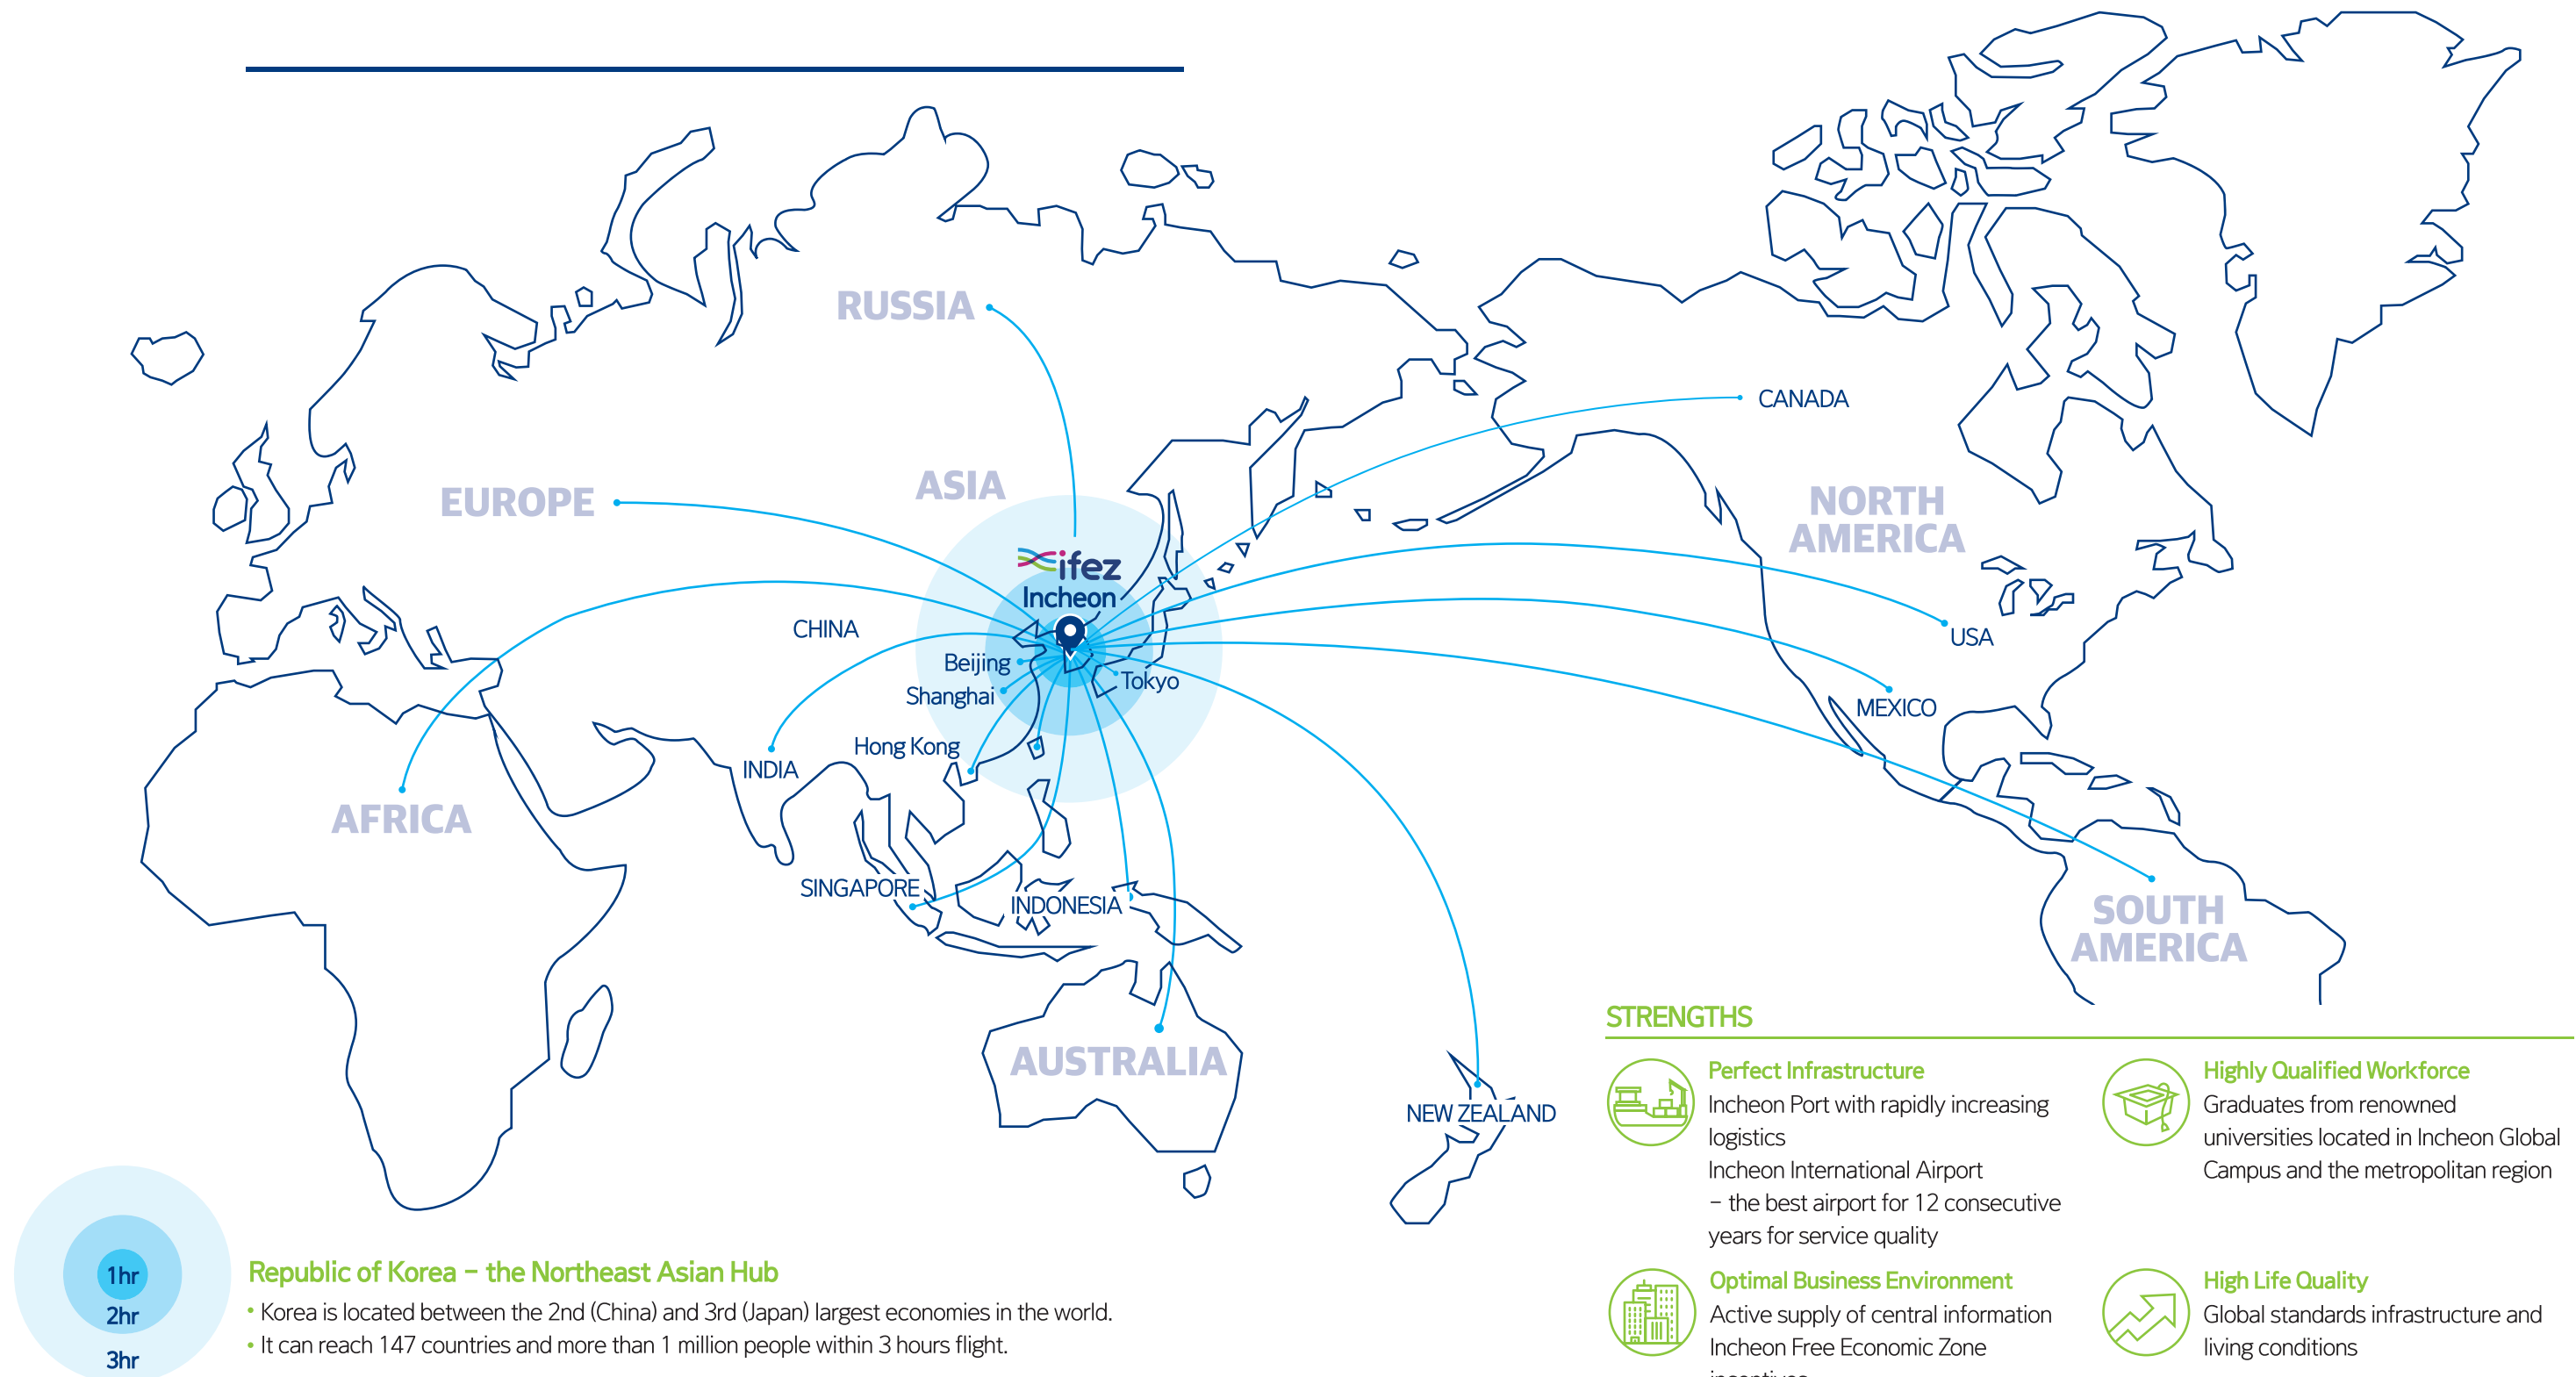 RUSSIA
CANADA
ASIA
EUROPE
NORTH
AMERICA
ifez
Incheon
CHINA
USA
Beijing
Tokyo
Shanghai
MEXICO
Hong Kong
INDIA
AFRICA
SINGAPORE
INDONESIA
SOUTH
AMERICA
AUSTRALIA
NEW ZEALAND
STRENGTHS
Perfect Infrastructure
Incheon Port with rapidly increasing
logistics
Incheon International Airport
– the best airport for 12 consecutive
years for service quality
Highly Qualified Workforce
Graduates from renowned
universities located in Incheon Global
Campus and the metropolitan region
Optimal Business Environment
Active supply of central information
Incheon Free Economic Zone
High Life Quality
Global standards infrastructure and
living conditions
1hr
2hr
3hr
Republic of Korea – the Northeast Asian Hub
• Korea is located between the 2nd (China) and 3rd (Japan) largest economies in the world.
• It can reach 147 countries and more than 1 million people within 3 hours flight.